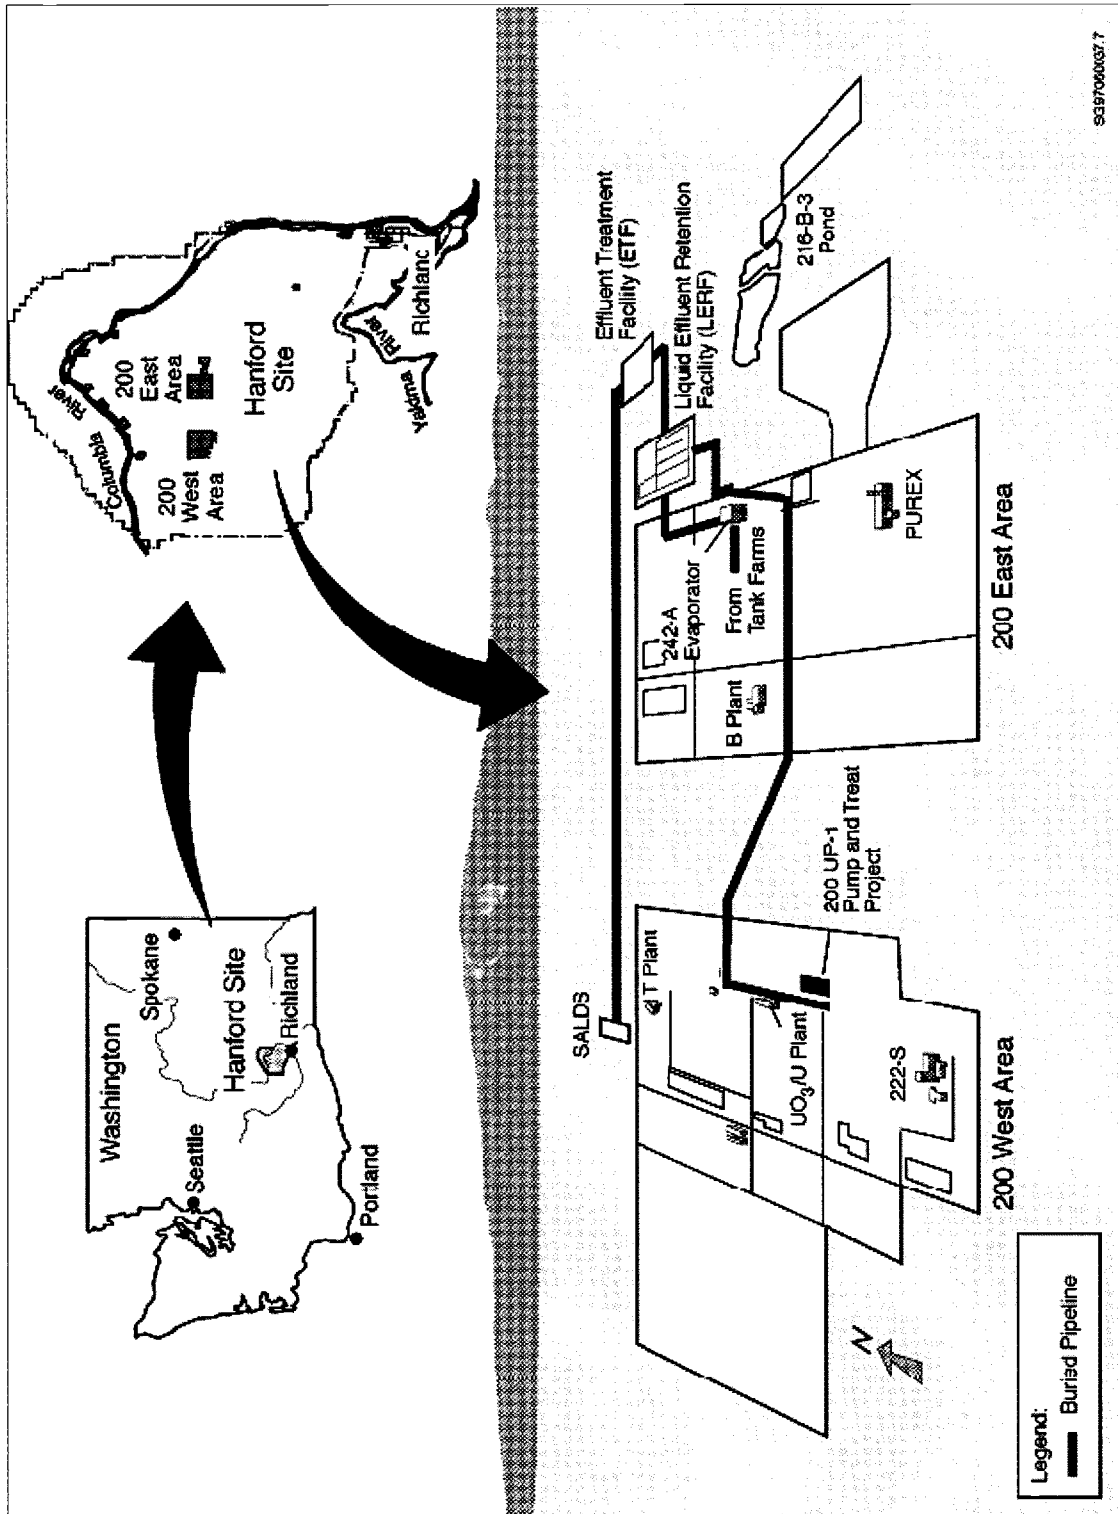 Washington
Spokane
Seattle
Hanford Site
Richland
Portland
Columbia
River
200
West
Area
200
East
Area
Hanford
Site
Yakima
River
Richland
SALDS
T Plant
UO3/U Plant
222-S
200 UP-1
Pump and Treat
Project
200 West Area
B Plant
242-A
Evaporator
From
Tank Farms
PUREX
200 East Area
Effluent Treatment
Facility (ETF)
Liquid Effluent Retention
Facility (LERF)
216-B-3
Pond
N
Legend:
Buried Pipeline